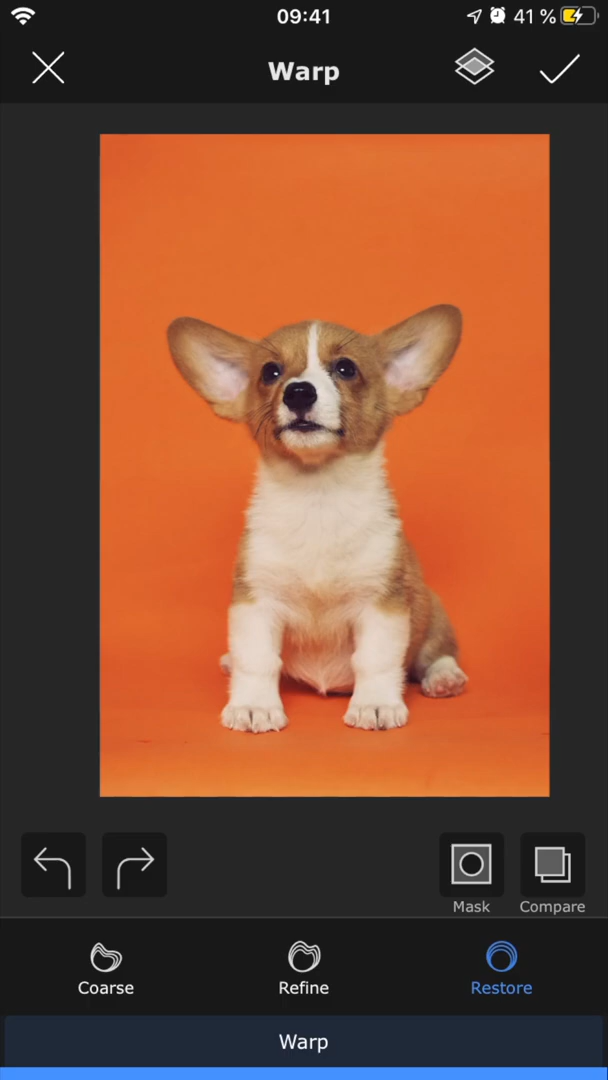 09:41
41 %
Warp
Mask
Compare
Coarse
Refine
Restore
Warp